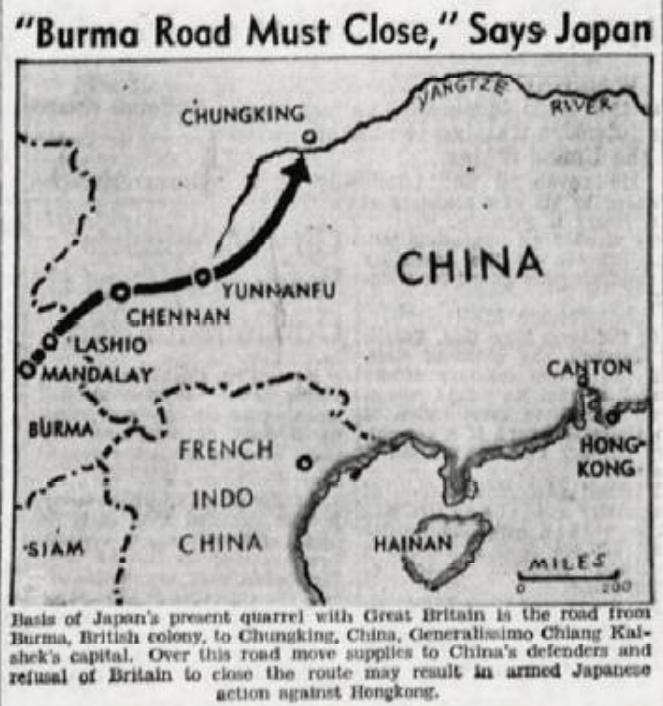 "Burma Road Must Close," Says Japan
YANGTZE RIVER
CHUNGKING
CHINA
YUNNANFU
CHENNAN
LASHIO
MANDALAY
CANTON
BURMA
HONG-
KONG
FRENCH
INDO
CHINA
SIAM
HAINAN
MILES
0 200
Basis of Japan's present quarrel with Great Britain is the road from
Burma, British colony, to Chungking, China, Generalissimo Chiang Kai-
shek's capital. Over this road move supplies to China's defenders and
refusal of Britain to close the route may result in armed Japanese
action against Hongkong.